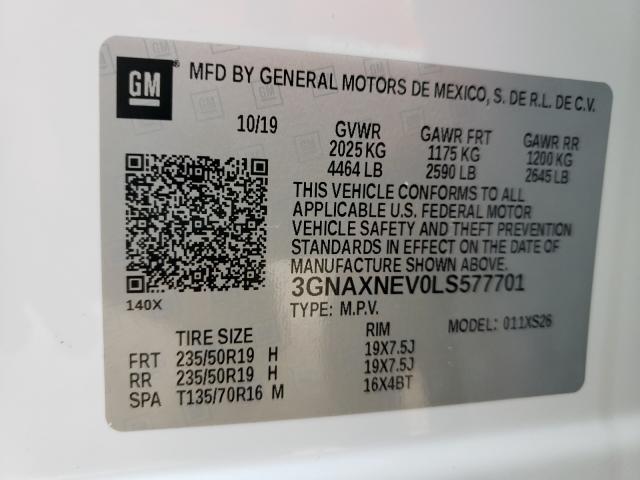 GM® MFD BY GENERAL MOTORS DE MEXICO, S. DE R.L. DE C.V.
10/19 GVWR GAWR FRT GAWR RR
2025 KG 1175 KG 1200 KG
4464 LB 2590 LB 2645 LB
THIS VEHICLE CONFORMS TO ALL
APPLICABLE U.S. FEDERAL MOTOR
VEHICLE SAFETY AND THEFT PREVENTION
STANDARDS IN EFFECT ON THE DATE OF
MANUFACTURE SHOWN ABOVE.
3GNAXNEV0LS577701
140X TYPE: M.P.V. MODEL: 011XS26
TIRE SIZE RIM
FRT 235/50R19 H 19X7.5J
RR 235/50R19 H 19X7.5J
SPA T135/70R16 M 16X4BT